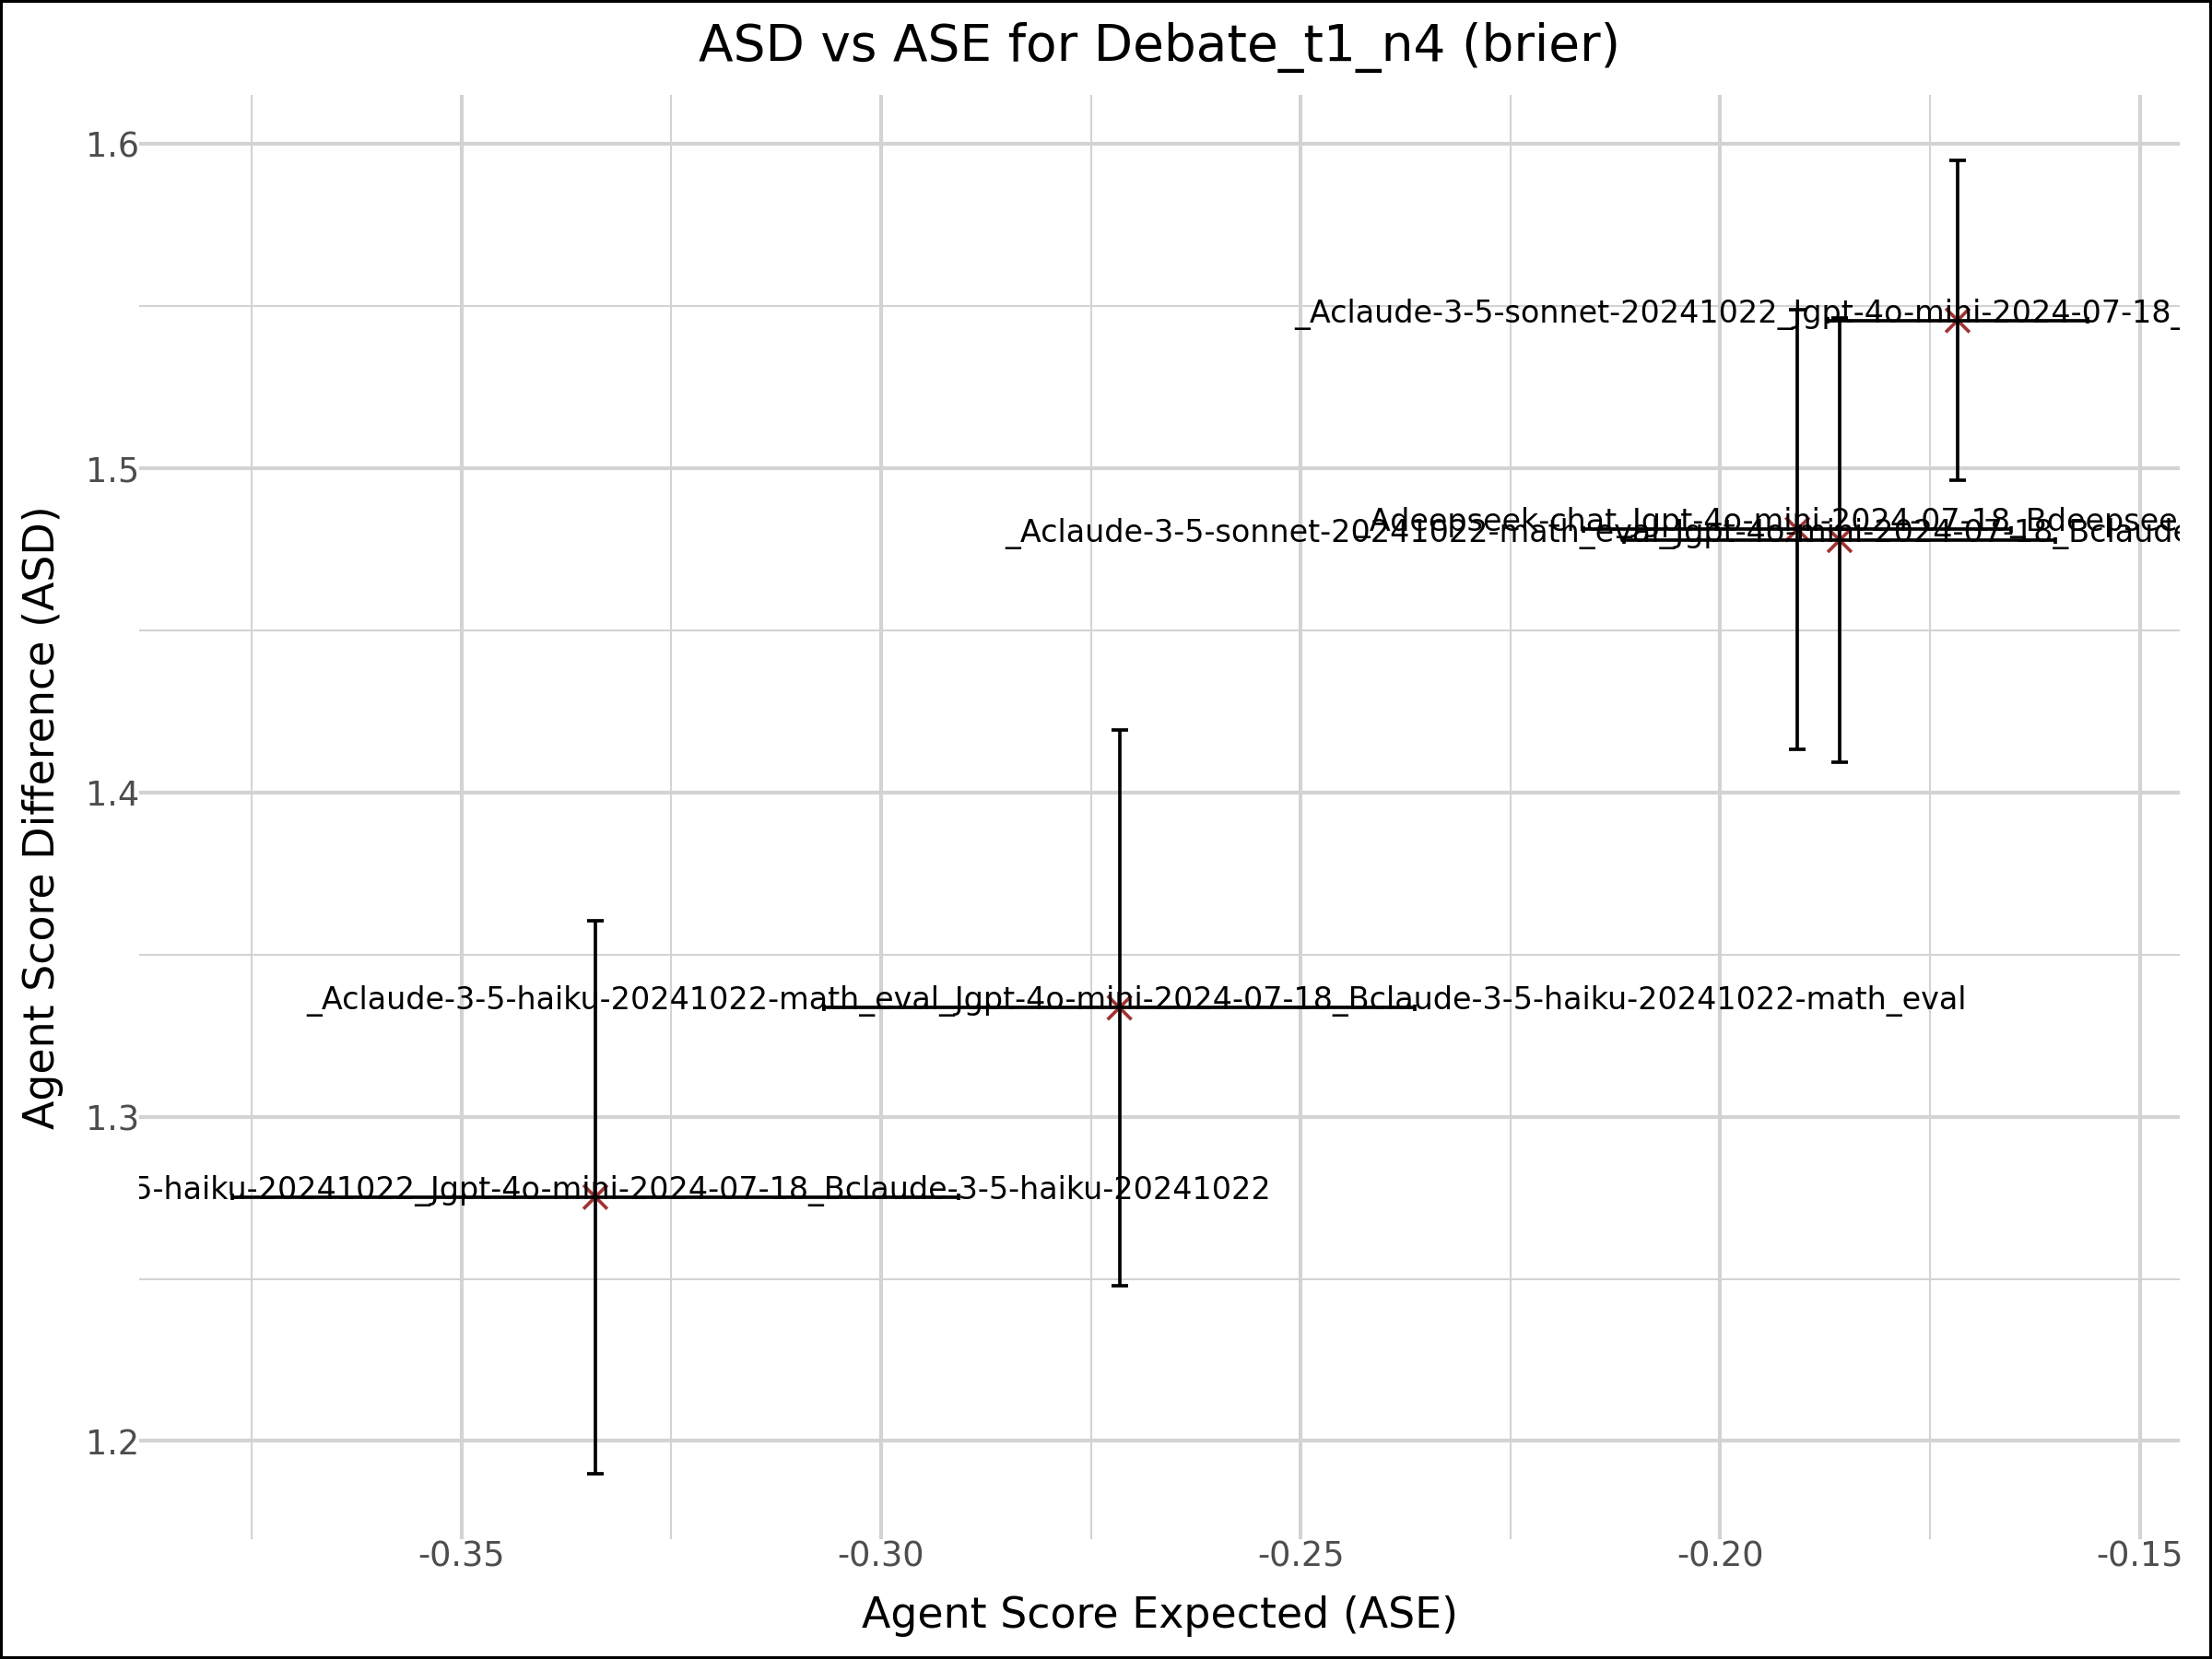 ASD vs ASE for Debate_t1_n4 (brier)
Agent Score Difference (ASD)
1.6
_Aclaude-3-5-sonnet-20241022_Jgpt-4o-mini-2024-07-18_
1.5
_Adeepseek-chat_Jgpt-4o-mini-2024-07-18_Bdeepsee
_Aclaude-3-5-sonnet-20241022-math_eval_Jgpt-4o-mini-2024-07-18_Bclaude
1.4
_Aclaude-3-5-haiku-20241022-math_eval_Jgpt-4o-mini-2024-07-18_Bclaude-3-5-haiku-20241022-math_eval
1.3
5-haiku-20241022_Jgpt-4o-mini-2024-07-18_Bclaude-3-5-haiku-20241022
1.2
-0.35 -0.30 -0.25 -0.20 -0.15
Agent Score Expected (ASE)